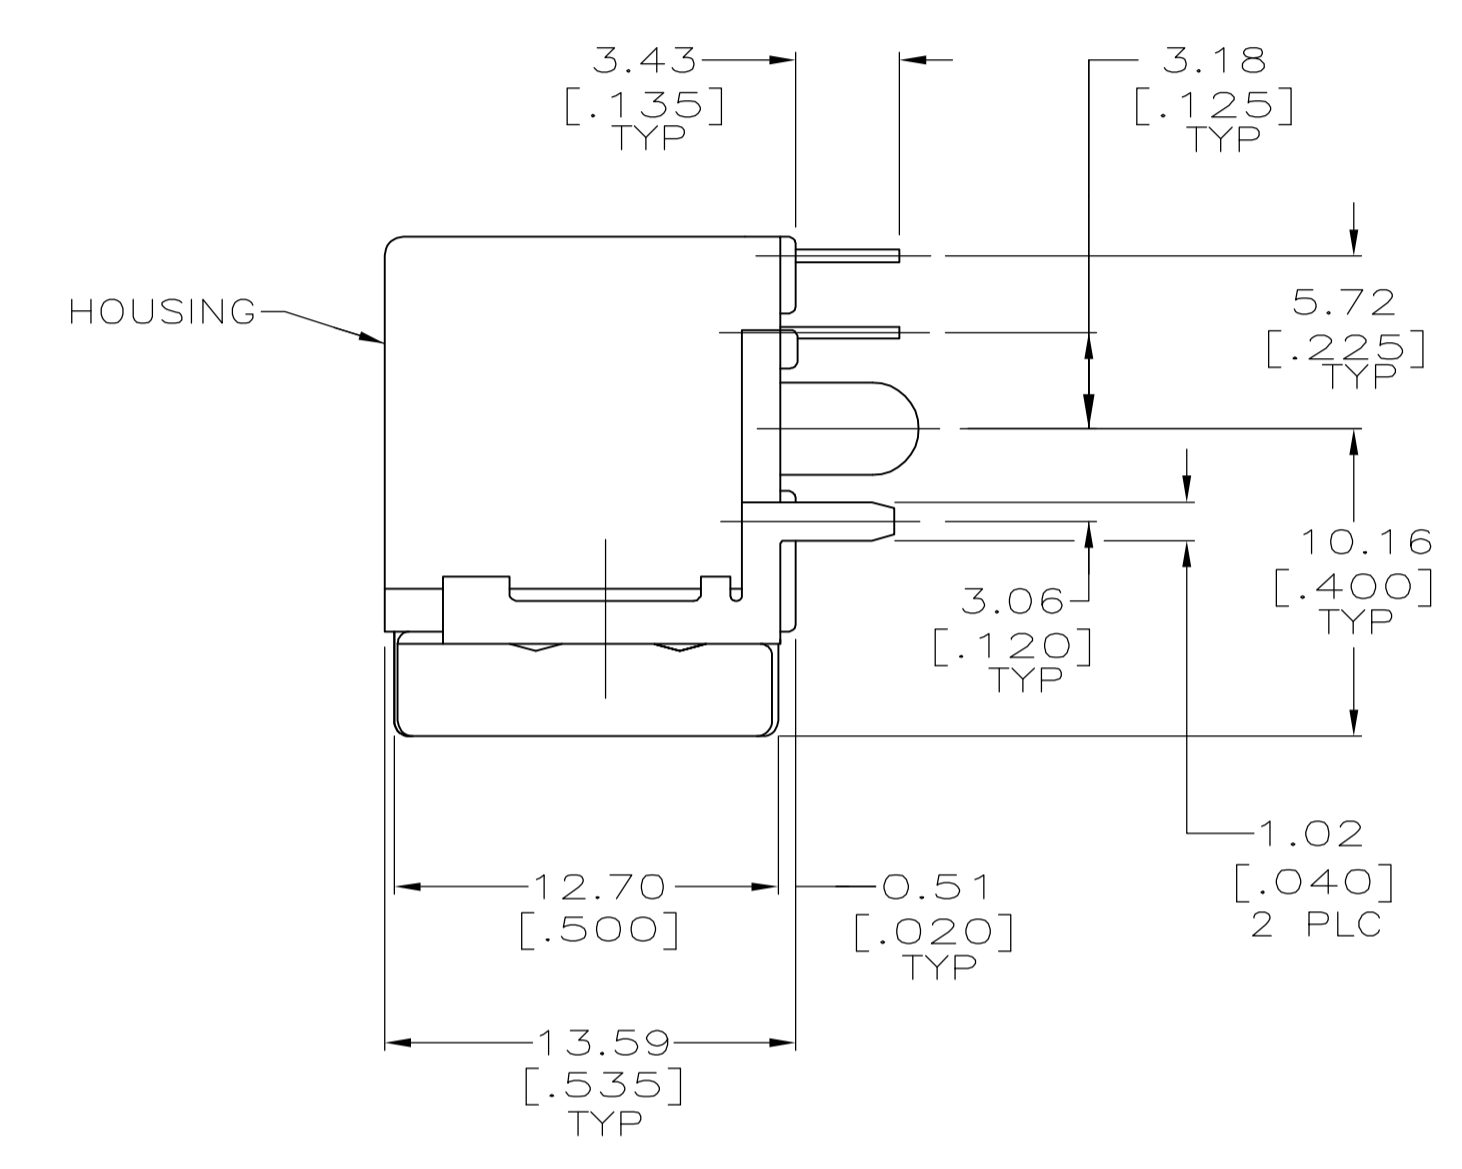 3.43
[.135]
TYP
3.18
[.125]
TYP
HOUSING
5.72
[.225]
TYP
10.16
[.400]
TYP
3.06
[.120]
TYP
1.02
[.040]
2 PLC
12.70
[.500]
0.51
[.020]
TYP
13.59
[.535]
TYP